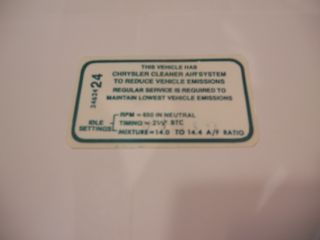 THIS VEHICLE HAS
CHRYSLER CLEANER AIR SYSTEM
TO REDUCE VEHICLE EMISSIONS
REGULAR SERVICE IS REQUIRED TO
MAINTAIN LOWEST VEHICLE EMISSIONS
24
IDLE SETTINGS
RPM = 650 IN NEUTRAL
TIMING = 2½° BTC
MIXTURE = 14.0 TO 14.4 A/F RATIO